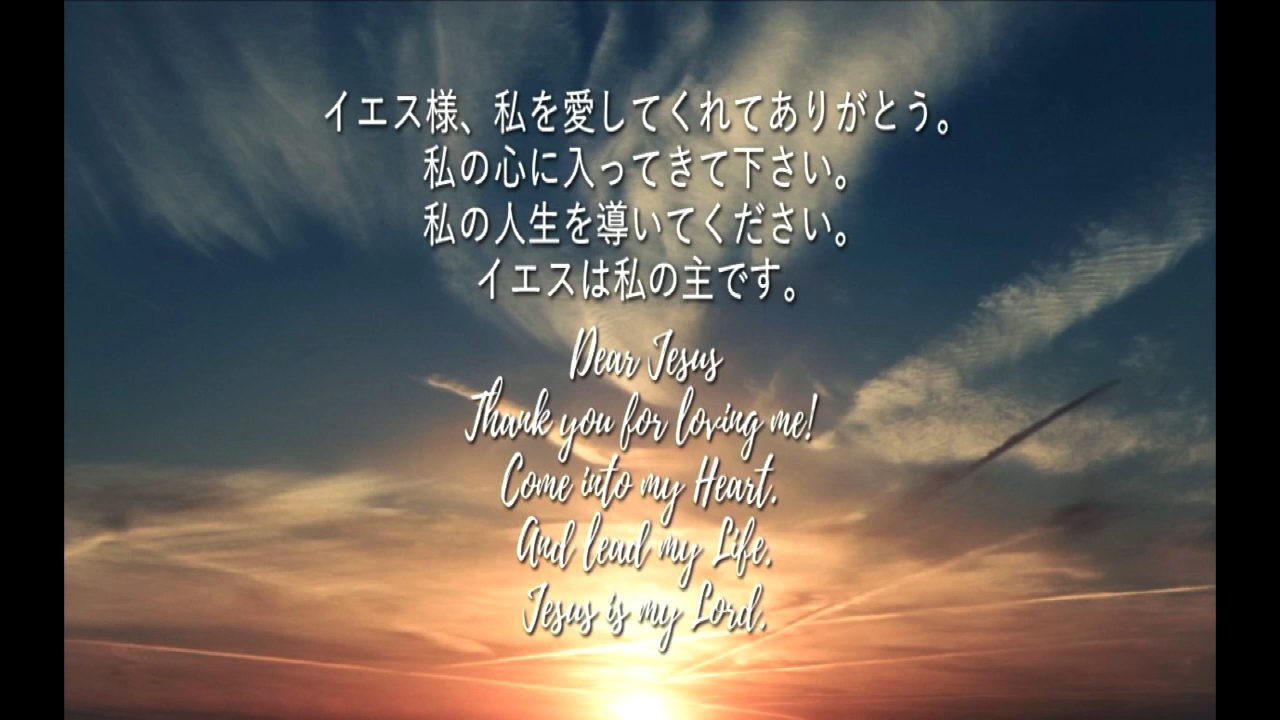 イエス様、私を愛してくれてありがとう。
私の心に入ってきて下さい。
私の人生を導いてください。
イエスは私の主です。
Dear Jesus
Thank you for loving me!
Come into my Heart.
And lead my Life.
Jesus is my Lord.